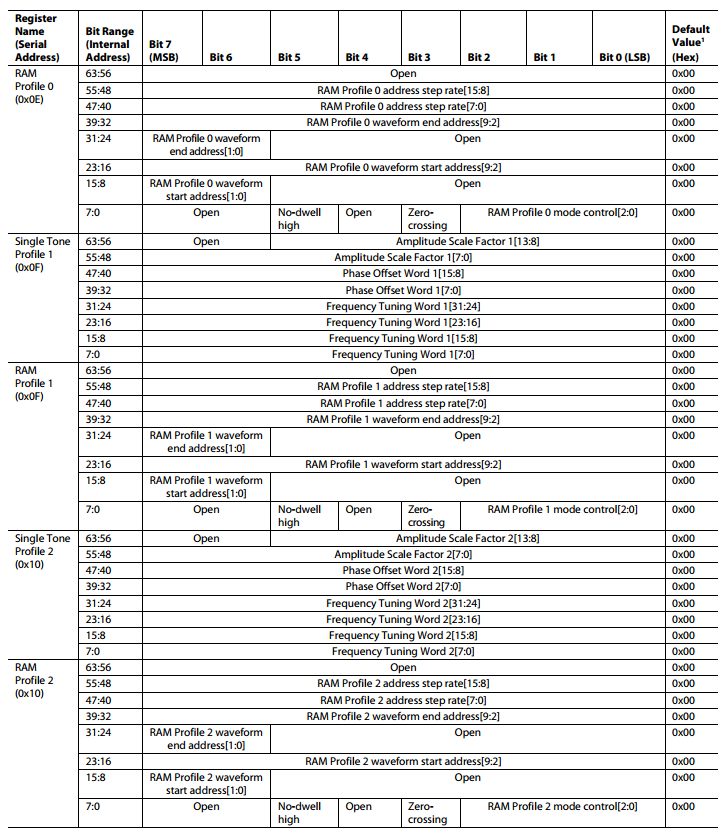 Register Name (Serial Address) Bit Range (Internal Address) Bit 7 (MSB) Bit 6 Bit 5 Bit 4 Bit 3 Bit 2 Bit 1 Bit 0 (LSB) Default Value1 (Hex)
RAM Profile 0 (0x0E) 63:56 Open 0x00
55:48 RAM Profile 0 address step rate[15:8] 0x00
47:40 RAM Profile 0 address step rate[7:0] 0x00
39:32 RAM Profile 0 waveform end address[9:2] 0x00
31:24 RAM Profile 0 waveform end address[1:0] Open 0x00
23:16 RAM Profile 0 waveform start address[9:2] 0x00
15:8 RAM Profile 0 waveform start address[1:0] Open 0x00
7:0 Open No-dwell high Open Zero-crossing RAM Profile 0 mode control[2:0] 0x00
Single Tone Profile 1 (0x0F) 63:56 Open Amplitude Scale Factor 1[13:8] 0x00
55:48 Amplitude Scale Factor 1[7:0] 0x00
47:40 Phase Offset Word 1[15:8] 0x00
39:32 Phase Offset Word 1[7:0] 0x00
31:24 Frequency Tuning Word 1[31:24] 0x00
23:16 Frequency Tuning Word 1[23:16] 0x00
15:8 Frequency Tuning Word 1[15:8] 0x00
7:0 Frequency Tuning Word 1[7:0] 0x00
RAM Profile 1 (0x0F) 63:56 Open 0x00
55:48 RAM Profile 1 address step rate[15:8] 0x00
47:40 RAM Profile 1 address step rate[7:0] 0x00
39:32 RAM Profile 1 waveform end address[9:2] 0x00
31:24 RAM Profile 1 waveform end address[1:0] Open 0x00
23:16 RAM Profile 1 waveform start address[9:2] 0x00
15:8 RAM Profile 1 waveform start address[1:0] Open 0x00
7:0 Open No-dwell high Open Zero-crossing RAM Profile 1 mode control[2:0] 0x00
Single Tone Profile 2 (0x10) 63:56 Open Amplitude Scale Factor 2[13:8] 0x00
55:48 Amplitude Scale Factor 2[7:0] 0x00
47:40 Phase Offset Word 2[15:8] 0x00
39:32 Phase Offset Word 2[7:0] 0x00
31:24 Frequency Tuning Word 2[31:24] 0x00
23:16 Frequency Tuning Word 2[23:16] 0x00
15:8 Frequency Tuning Word 2[15:8] 0x00
7:0 Frequency Tuning Word 2[7:0] 0x00
RAM Profile 2 (0x10) 63:56 Open 0x00
55:48 RAM Profile 2 address step rate[15:8] 0x00
47:40 RAM Profile 2 address step rate[7:0] 0x00
39:32 RAM Profile 2 waveform end address[9:2] 0x00
31:24 RAM Profile 2 waveform end address[1:0] Open 0x00
23:16 RAM Profile 2 waveform start address[9:2] 0x00
15:8 RAM Profile 2 waveform start address[1:0] Open 0x00
7:0 Open No-dwell high Open Zero-crossing RAM Profile 2 mode control[2:0] 0x00